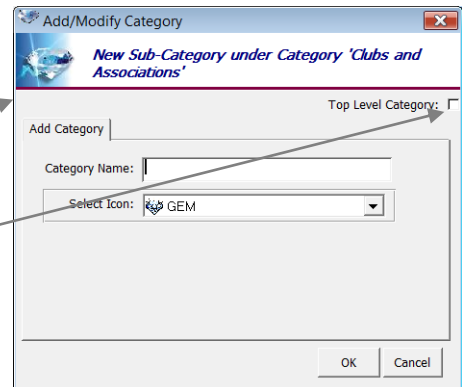 Add/Modify Category
New Sub-Category under Category 'Clubs and
Associations'
Top Level Category:
Add Category
Category Name:
Select Icon:
GEM
OK
Cancel